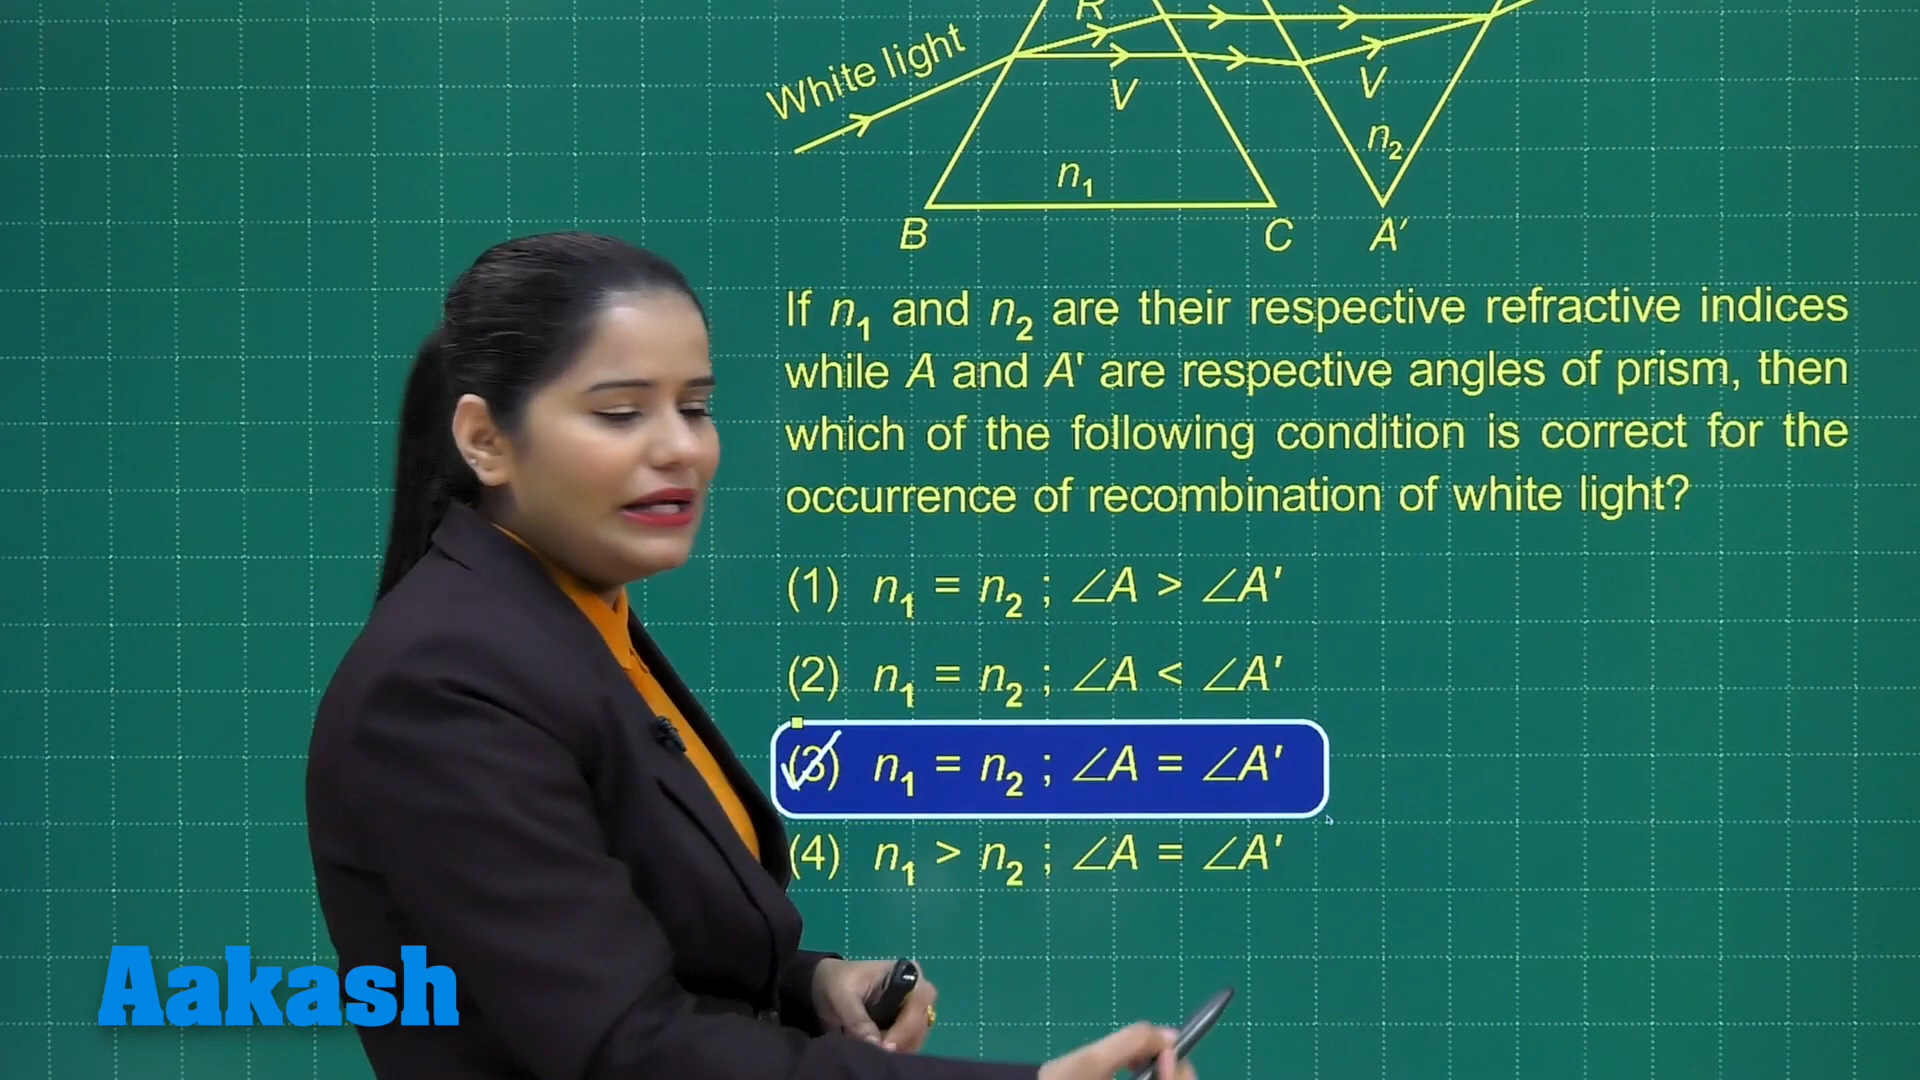 R
White light
V
V
n₂
n₁
B
C
A'
If n₁ and n₂ are their respective refractive indices
while A and A' are respective angles of prism, then
which of the following condition is correct for the
occurrence of recombination of white light?
(1) n₁ = n₂ ; ∠A > ∠A'
(2) n₁ = n₂ ; ∠A < ∠A'
(3) n₁ = n₂ ; ∠A = ∠A'
(4) n₁ > n₂ ; ∠A = ∠A'
Aakash